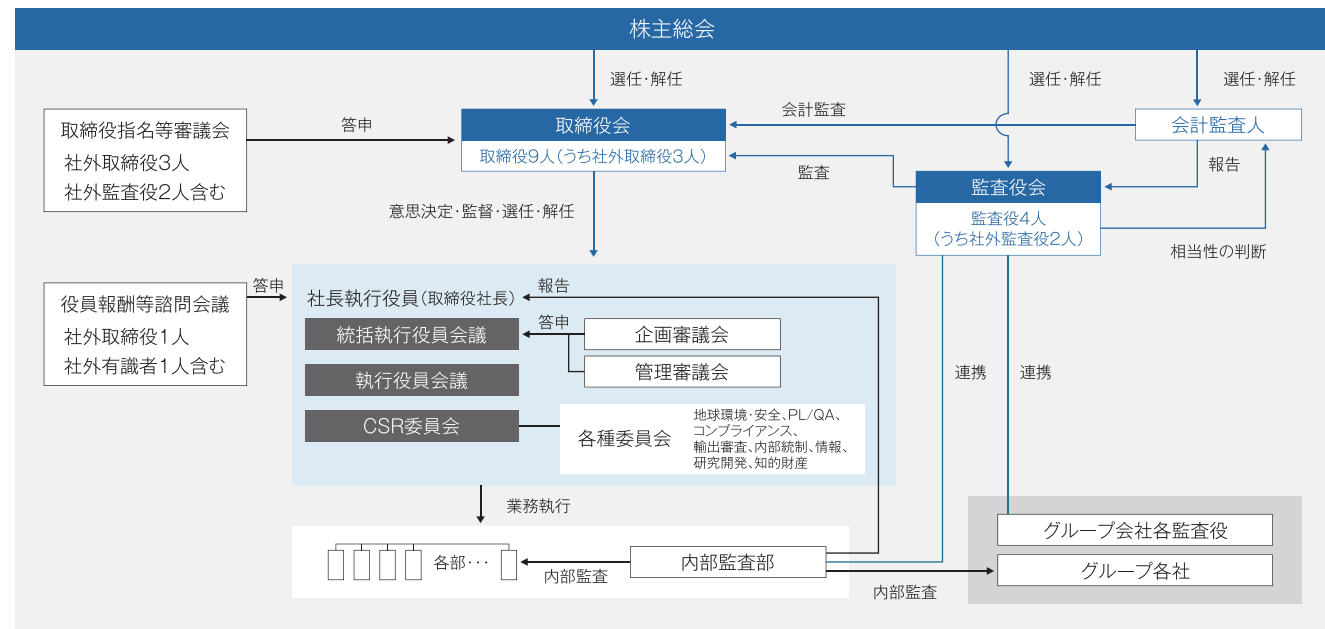 株主総会
選任・解任
選任・解任
選任・解任
取締役指名等審議会
社外取締役3人
社外監査役2人含む
答申
取締役会
取締役9人(うち社外取締役3人)
会計監査
監査
会計監査人
報告
監査役会
監査役4人
(うち社外監査役2人)
相当性の判断
意思決定・監督・選任・解任
役員報酬等諮問会議
社外取締役1人
社外有識者1人含む
答申
社長執行役員(取締役社長)
報告
統括執行役員会議
答申
企画審議会
管理審議会
執行役員会議
CSR委員会
各種委員会
地球環境・安全、PL/QA、
コンプライアンス、
輸出審査、内部統制、情報、
研究開発、知的財産
連携
連携
業務執行
各部・・・
内部監査
内部監査部
内部監査
グループ会社各監査役
グループ各社